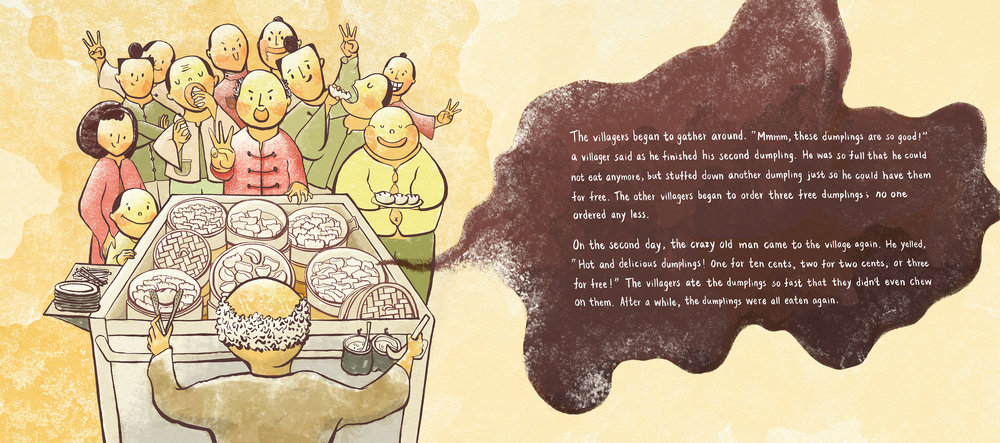 The villagers began to gather around. "Mmmm, these dumplings are so good!"
a villager said as he finished his second dumpling. He was so full that he could
not eat anymore, but stuffed down another dumpling just so he could have them
for free. The other villagers began to order three free dumplings; no one
ordered any less.
On the second day, the crazy old man came to the village again. He yelled,
"Hot and delicious dumplings! One for ten cents, two for two cents, or three
for free!" The villagers ate the dumplings so fast that they didn't even chew
on them. After a while, the dumplings were all eaten again.